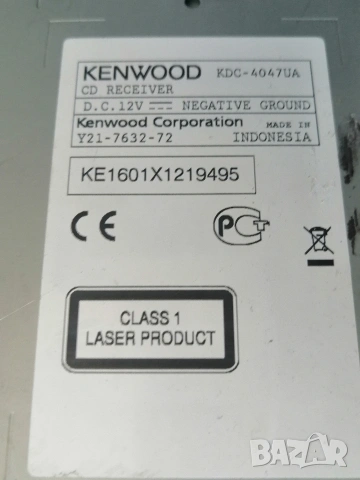 KENWOOD KDC-4047UA
CD RECEIVER
D.C.12V NEGATIVE GROUND
Kenwood Corporation MADE IN
Y21-7632-72 INDONESIA
KE1601X1219495
CE PCT
CLASS 1
LASER PRODUCT
bazar